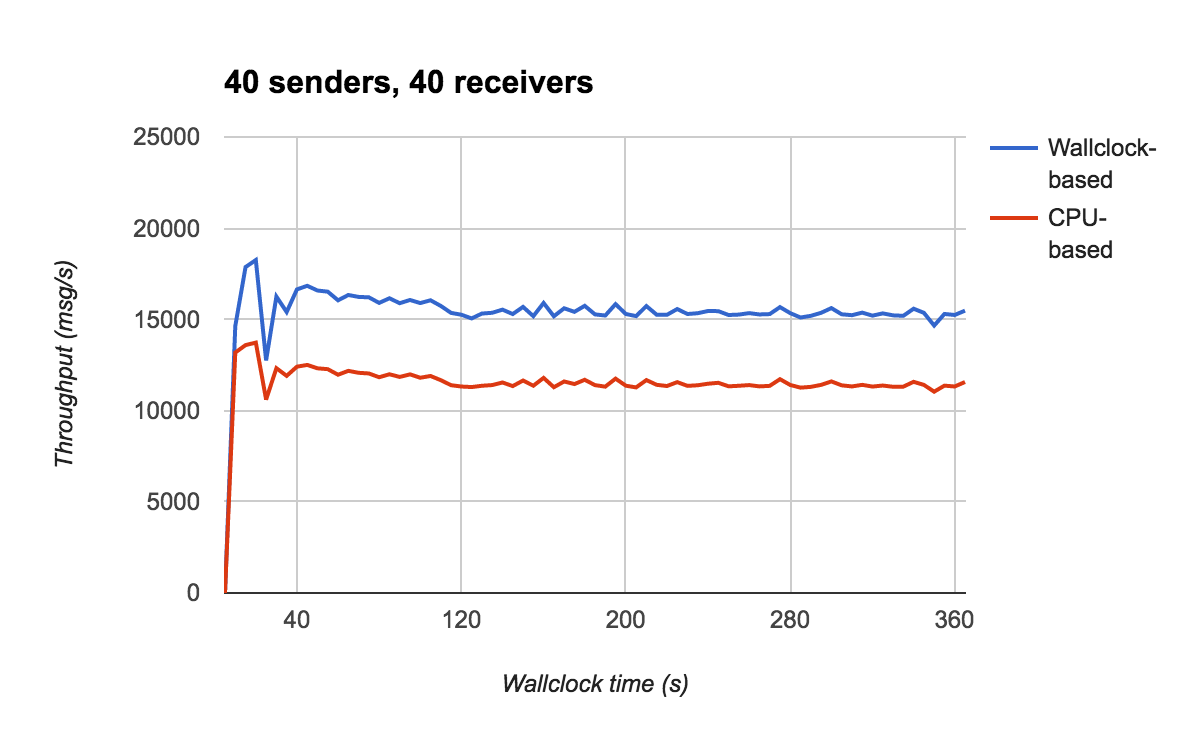 40 senders, 40 receivers
25000
20000
15000
10000
5000
0
Throughput (msg/s)
40 120 200 280 360
Wallclock time (s)
Wallclock-
based
CPU-
based